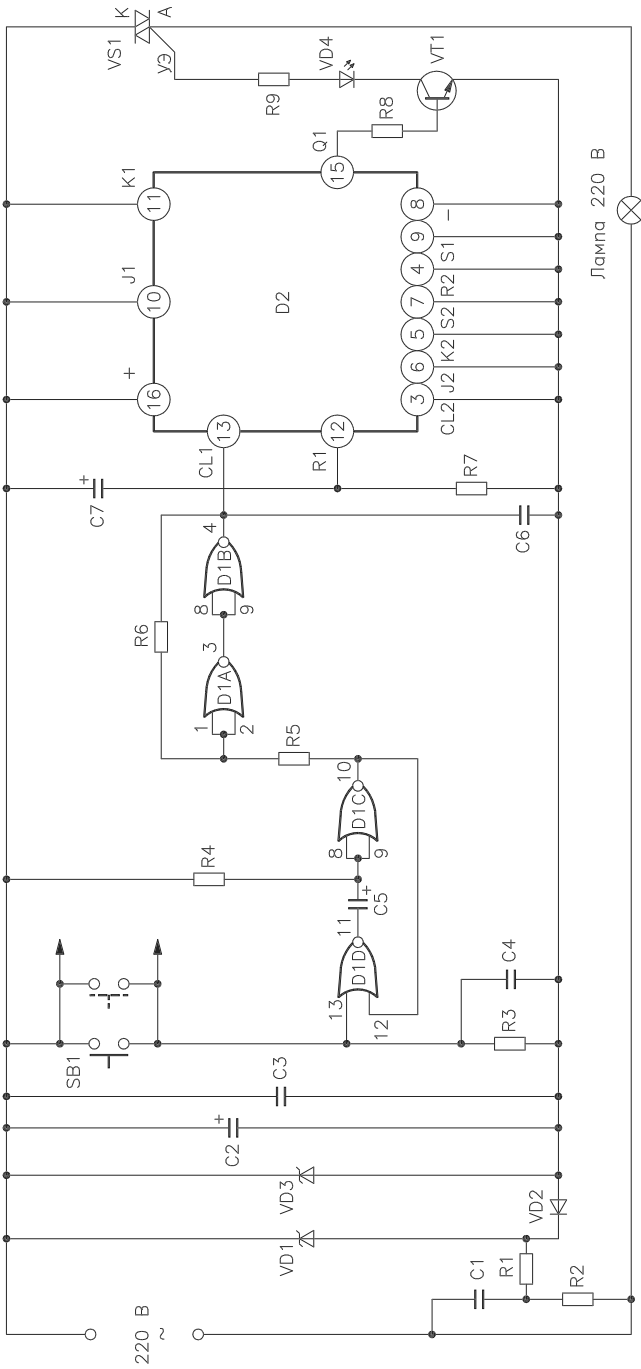 220 В
~
C1
R1
R2
VD1
VD2
VD3
C2
+
C3
SB1
R3
C4
13
12
D1D
11
C5
+
R4
8
9
D1C
10
R5
1
2
D1A
3
R6
8
9
D1B
4
C6
C7
+
R7
CL1
R1
13
12
16
+
10
J1
11
K1
D2
3
6
5
7
4
9
8
CL2
J2
K2
S2
R2
S1
–
15
Q1
R8
VT1
VD4
R9
УЭ
VS1
К
А
Лампа 220 В